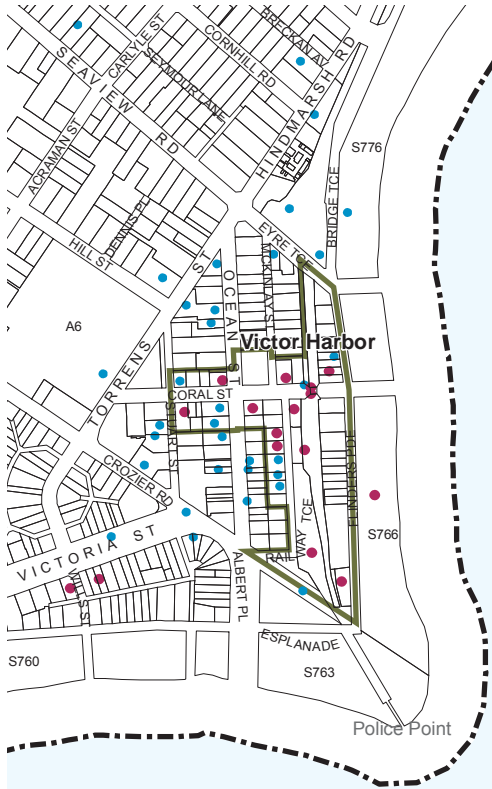 BRECKAN AV
CARLYLE ST
CORNHILL RD
SEAVIEW RD
SEYMOUR LANE
HINDMARSH RD
ACRAMAN ST
S776
DENNIS PL
BRIDGE TCE
HILL ST
EYRE TCE
MCKINLAY ST
OCEAN ST
A6
TORRENS ST
Victor Harbor
CORAL ST
STUART ST
FLINDERS PDE
CROZIER RD
S766
VICTORIA ST
RAILWAY TCE
ALBERT PL
WILLS ST
ESPLANADE
S760
S763
Police Point